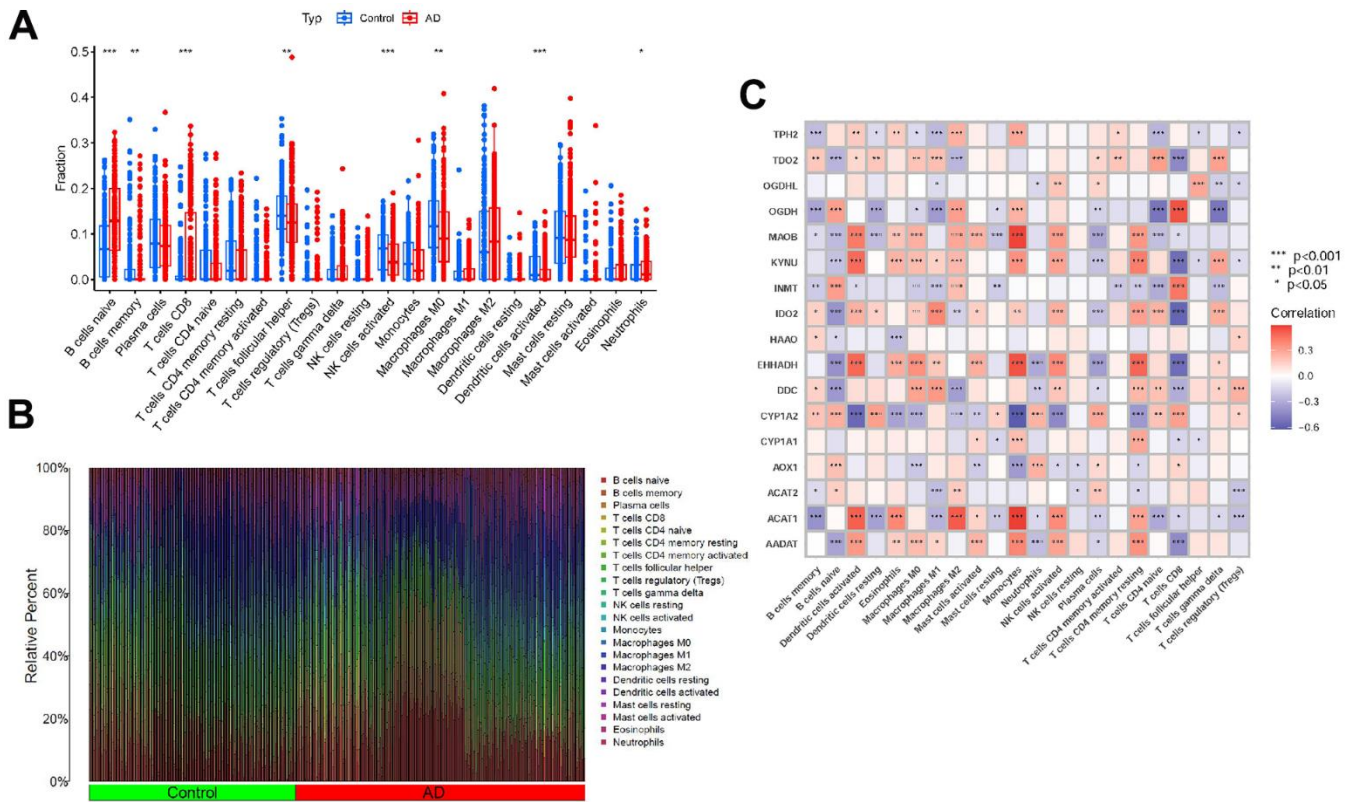 A
Typ Control AD
*** ** *** ** *** ** *** *
0.5
0.4
0.3
0.2
0.1
0.0
Fraction
B cells naive
B cells memory
Plasma cells
T cells CD8
T cells CD4 naive
T cells CD4 memory resting
T cells CD4 memory activated
T cells follicular helper
T cells regulatory (Tregs)
T cells gamma delta
NK cells resting
NK cells activated
Monocytes
Macrophages M0
Macrophages M1
Macrophages M2
Dendritic cells resting
Dendritic cells activated
Mast cells resting
Mast cells activated
Eosinophils
Neutrophils
B
100%
80%
60%
40%
20%
0%
Relative Percent
Control AD
B cells naive
B cells memory
Plasma cells
T cells CD8
T cells CD4 naive
T cells CD4 memory resting
T cells CD4 memory activated
T cells follicular helper
T cells regulatory (Tregs)
T cells gamma delta
NK cells resting
NK cells activated
Monocytes
Macrophages M0
Macrophages M1
Macrophages M2
Dendritic cells resting
Dendritic cells activated
Mast cells resting
Mast cells activated
Eosinophils
Neutrophils
C
TPH2
TDO2
OGDHL
OGDH
MAOB
KYNU
INMT
IDO2
HAAO
EHHADH
DDC
CYP1A2
CYP1A1
AOX1
ACAT2
ACAT1
AADAT
B cells memory
B cells naive
Dendritic cells activated
Dendritic cells resting
Eosinophils
Macrophages M0
Macrophages M1
Macrophages M2
Mast cells activated
Mast cells resting
Monocytes
Neutrophils
NK cells activated
NK cells resting
Plasma cells
T cells CD4 memory activated
T cells CD4 memory resting
T cells CD4 naive
T cells CD8
T cells follicular helper
T cells gamma delta
T cells regulatory (Tregs)
*** p<0.001
** p<0.01
* p<0.05
Correlation
0.3
0.0
−0.3
−0.6